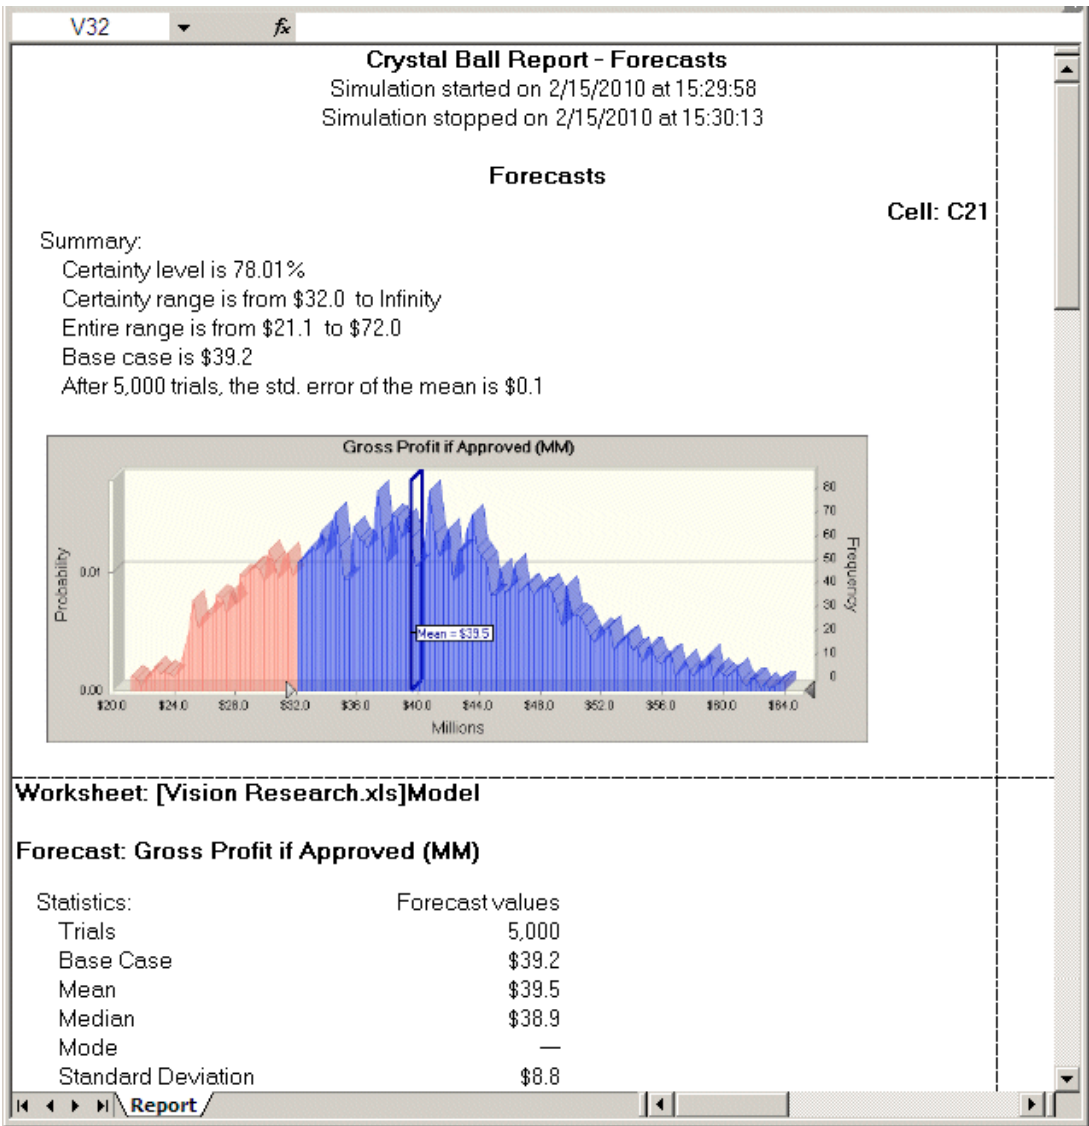 V32 fx
Crystal Ball Report - Forecasts
Simulation started on 2/15/2010 at 15:29:58
Simulation stopped on 2/15/2010 at 15:30:13
Forecasts
Cell: C21
Summary:
Certainty level is 78.01%
Certainty range is from $32.0 to Infinity
Entire range is from $21.1 to $72.0
Base case is $39.2
After 5,000 trials, the std. error of the mean is $0.1
Gross Profit if Approved (MM)
Probability
0.01
0.00
Mean = $39.5
80
70
60
50
40
30
20
10
0
Frequency
$20.0 $24.0 $28.0 $32.0 $36.0 $40.0 $44.0 $48.0 $52.0 $56.0 $60.0 $64.0
Millions
Worksheet: [Vision Research.xls]Model
Forecast: Gross Profit if Approved (MM)
Statistics: Forecast values
Trials 5,000
Base Case $39.2
Mean $39.5
Median $38.9
Mode —
Standard Deviation $8.8
Report